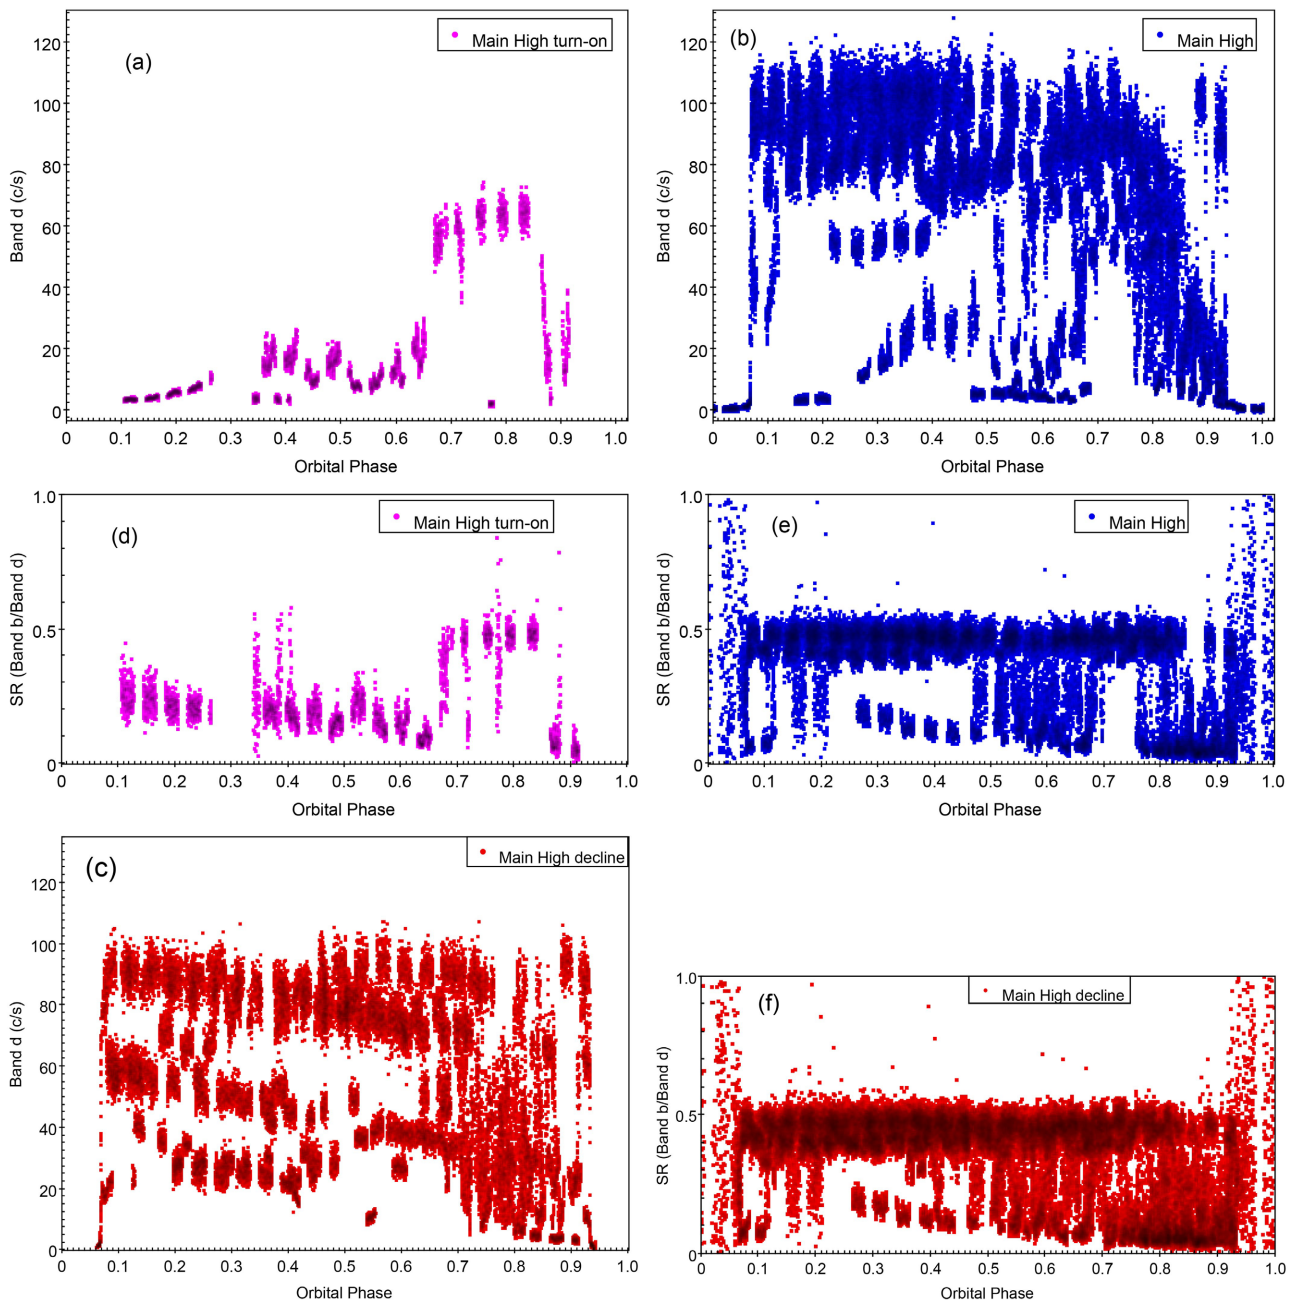 (a)
Main High turn-on
120
100
80
60
40
20
0
Band d (c/s)
0 0.1 0.2 0.3 0.4 0.5 0.6 0.7 0.8 0.9 1.0
Orbital Phase
(b)
Main High
120
100
80
60
40
20
0
Band d (c/s)
0 0.1 0.2 0.3 0.4 0.5 0.6 0.7 0.8 0.9 1.0
Orbital Phase
(d)
Main High turn-on
1.0
0.5
0
SR (Band b/Band d)
0 0.1 0.2 0.3 0.4 0.5 0.6 0.7 0.8 0.9 1.0
Orbital Phase
(e)
Main High
1.0
0.5
0
SR (Band b/Band d)
0 0.1 0.2 0.3 0.4 0.5 0.6 0.7 0.8 0.9 1.0
Orbital Phase
(c)
Main High decline
120
100
80
60
40
20
0
Band d (c/s)
0 0.1 0.2 0.3 0.4 0.5 0.6 0.7 0.8 0.9 1.0
Orbital Phase
(f)
Main High decline
1.0
0.5
0
SR (Band b/Band d)
0 0.1 0.2 0.3 0.4 0.5 0.6 0.7 0.8 0.9 1.0
Orbital Phase